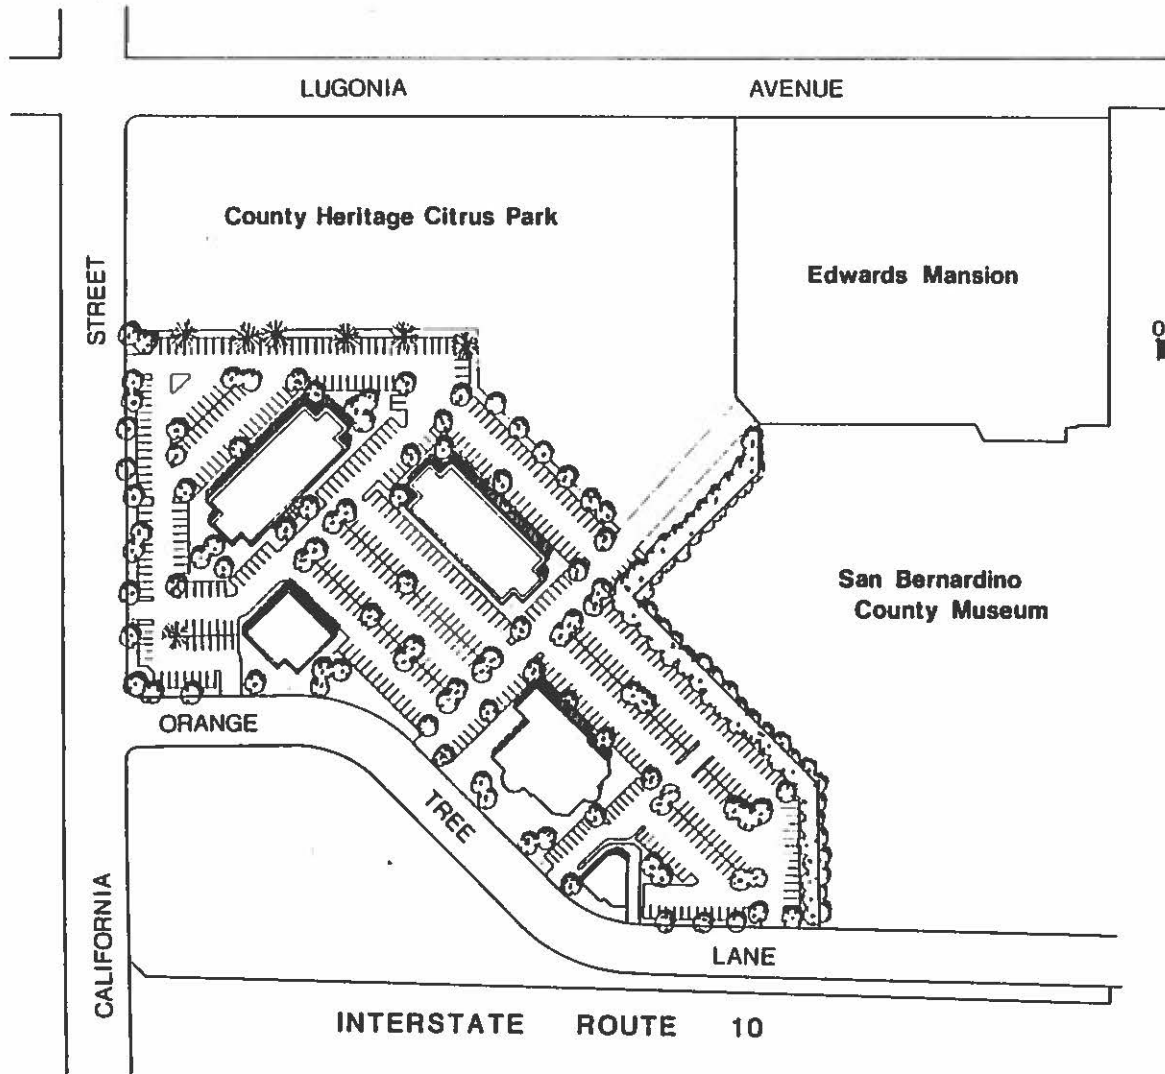 LUGONIA AVENUE
County Heritage Citrus Park
Edwards Mansion
STREET
0
San Bernardino
County Museum
ORANGE
TREE
CALIFORNIA
LANE
INTERSTATE ROUTE 10